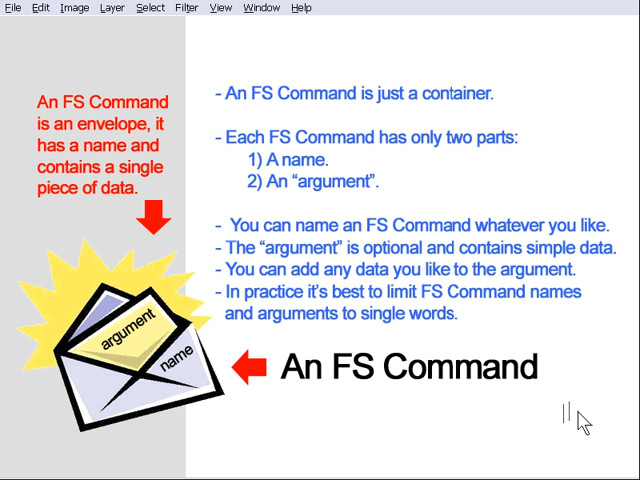 File Edit Image Layer Select Filter View Window Help
An FS Command
is an envelope, it
has a name and
contains a single
piece of data.
- An FS Command is just a container.
- Each FS Command has only two parts:
1) A name.
2) An “argument”.
- You can name an FS Command whatever you like.
- The “argument” is optional and contains simple data.
- You can add any data you like to the argument.
- In practice it’s best to limit FS Command names
and arguments to single words.
argument
name
An FS Command